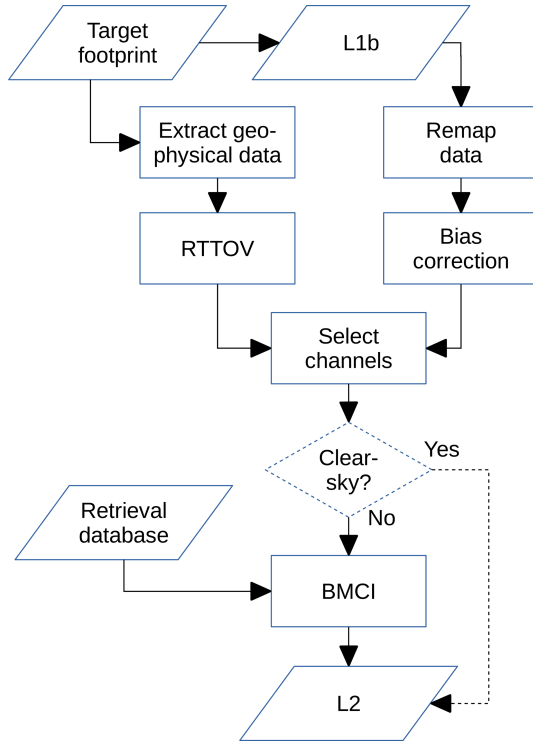 Target
footprint
L1b
Extract geo-
physical data
Remap
data
RTTOV
Bias
correction
Select
channels
Clear-
sky?
Yes
No
Retrieval
database
BMCI
L2